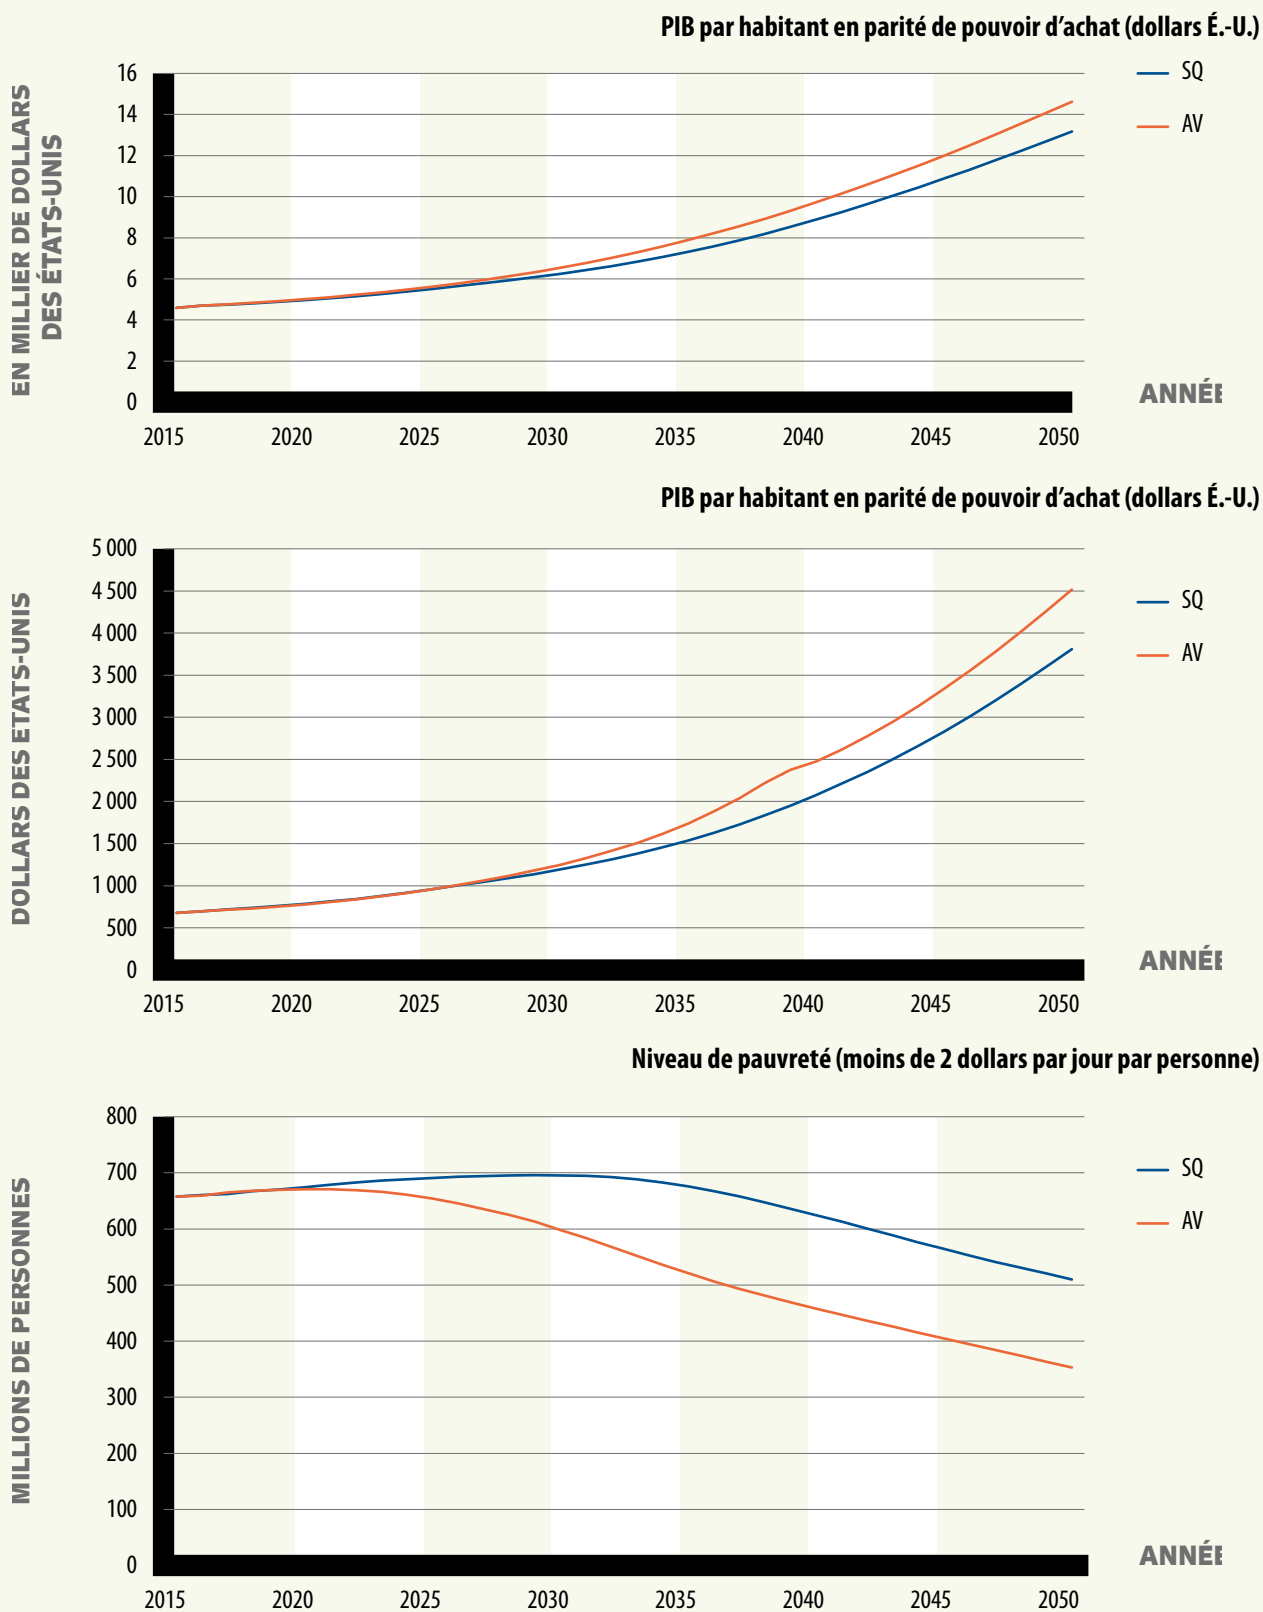 PIB par habitant en parité de pouvoir d'achat (dollars É.-U.)
EN MILLIER DE DOLLARS
DES ÉTATS-UNIS
16
14
12
10
8
6
4
2
0
SQ
AV
ANNÉE
2015 2020 2025 2030 2035 2040 2045 2050
PIB par habitant en parité de pouvoir d'achat (dollars É.-U.)
DOLLARS DES ETATS-UNIS
5 000
4 500
4 000
3 500
3 000
2 500
2 000
1 500
1 000
500
0
SQ
AV
ANNÉE
2015 2020 2025 2030 2035 2040 2045 2050
Niveau de pauvreté (moins de 2 dollars par jour par personne)
MILLIONS DE PERSONNES
800
700
600
500
400
300
200
100
0
SQ
AV
ANNÉE
2015 2020 2025 2030 2035 2040 2045 2050